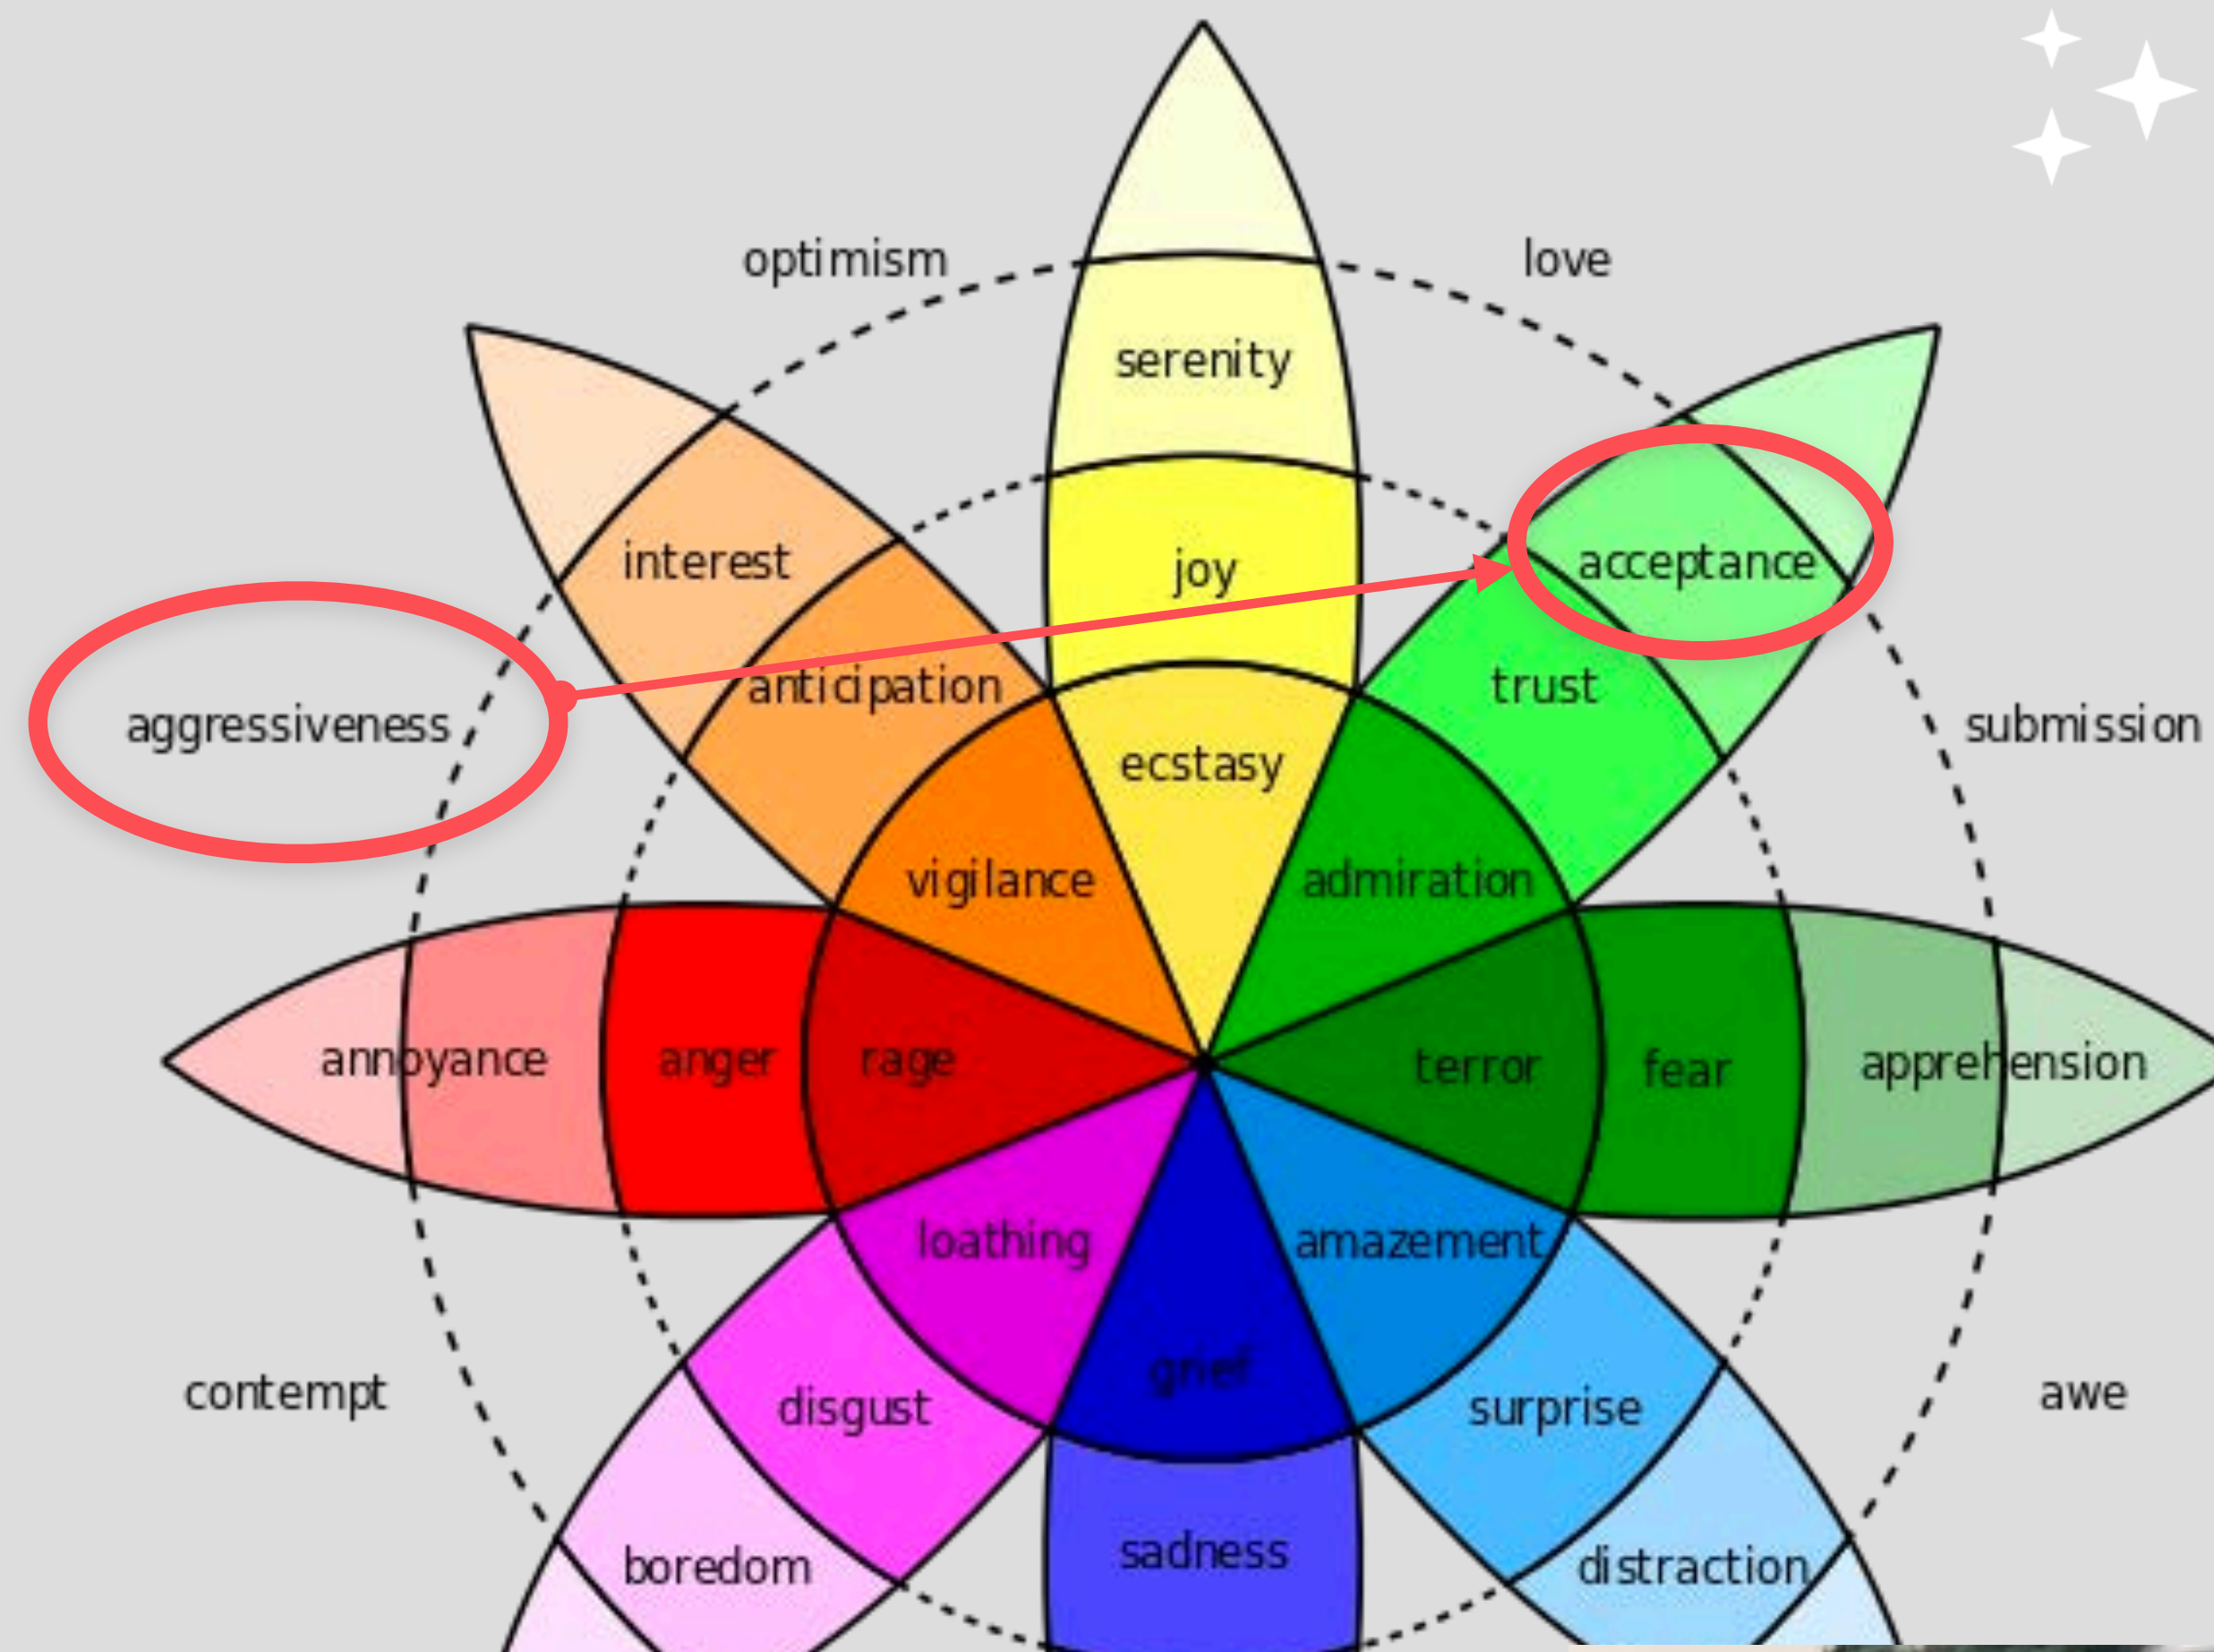 optimism
love
serenity
interest
joy
acceptance
anticipation
trust
aggressiveness
submission
ecstasy
vigilance
admiration
annoyance
anger
rage
terror
fear
apprehension
loathing
amazement
grief
contempt
awe
disgust
surprise
sadness
boredom
distraction